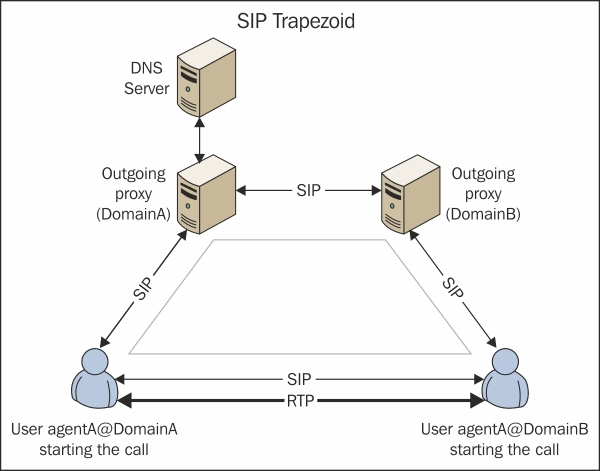 SIP Trapezoid
DNS
Server
Outgoing
proxy
(DomainA)
SIP
Outgoing
proxy
(DomainB)
SIP
SIP
SIP
RTP
User agentA@DomainA
starting the call
User agentA@DomainB
starting the call